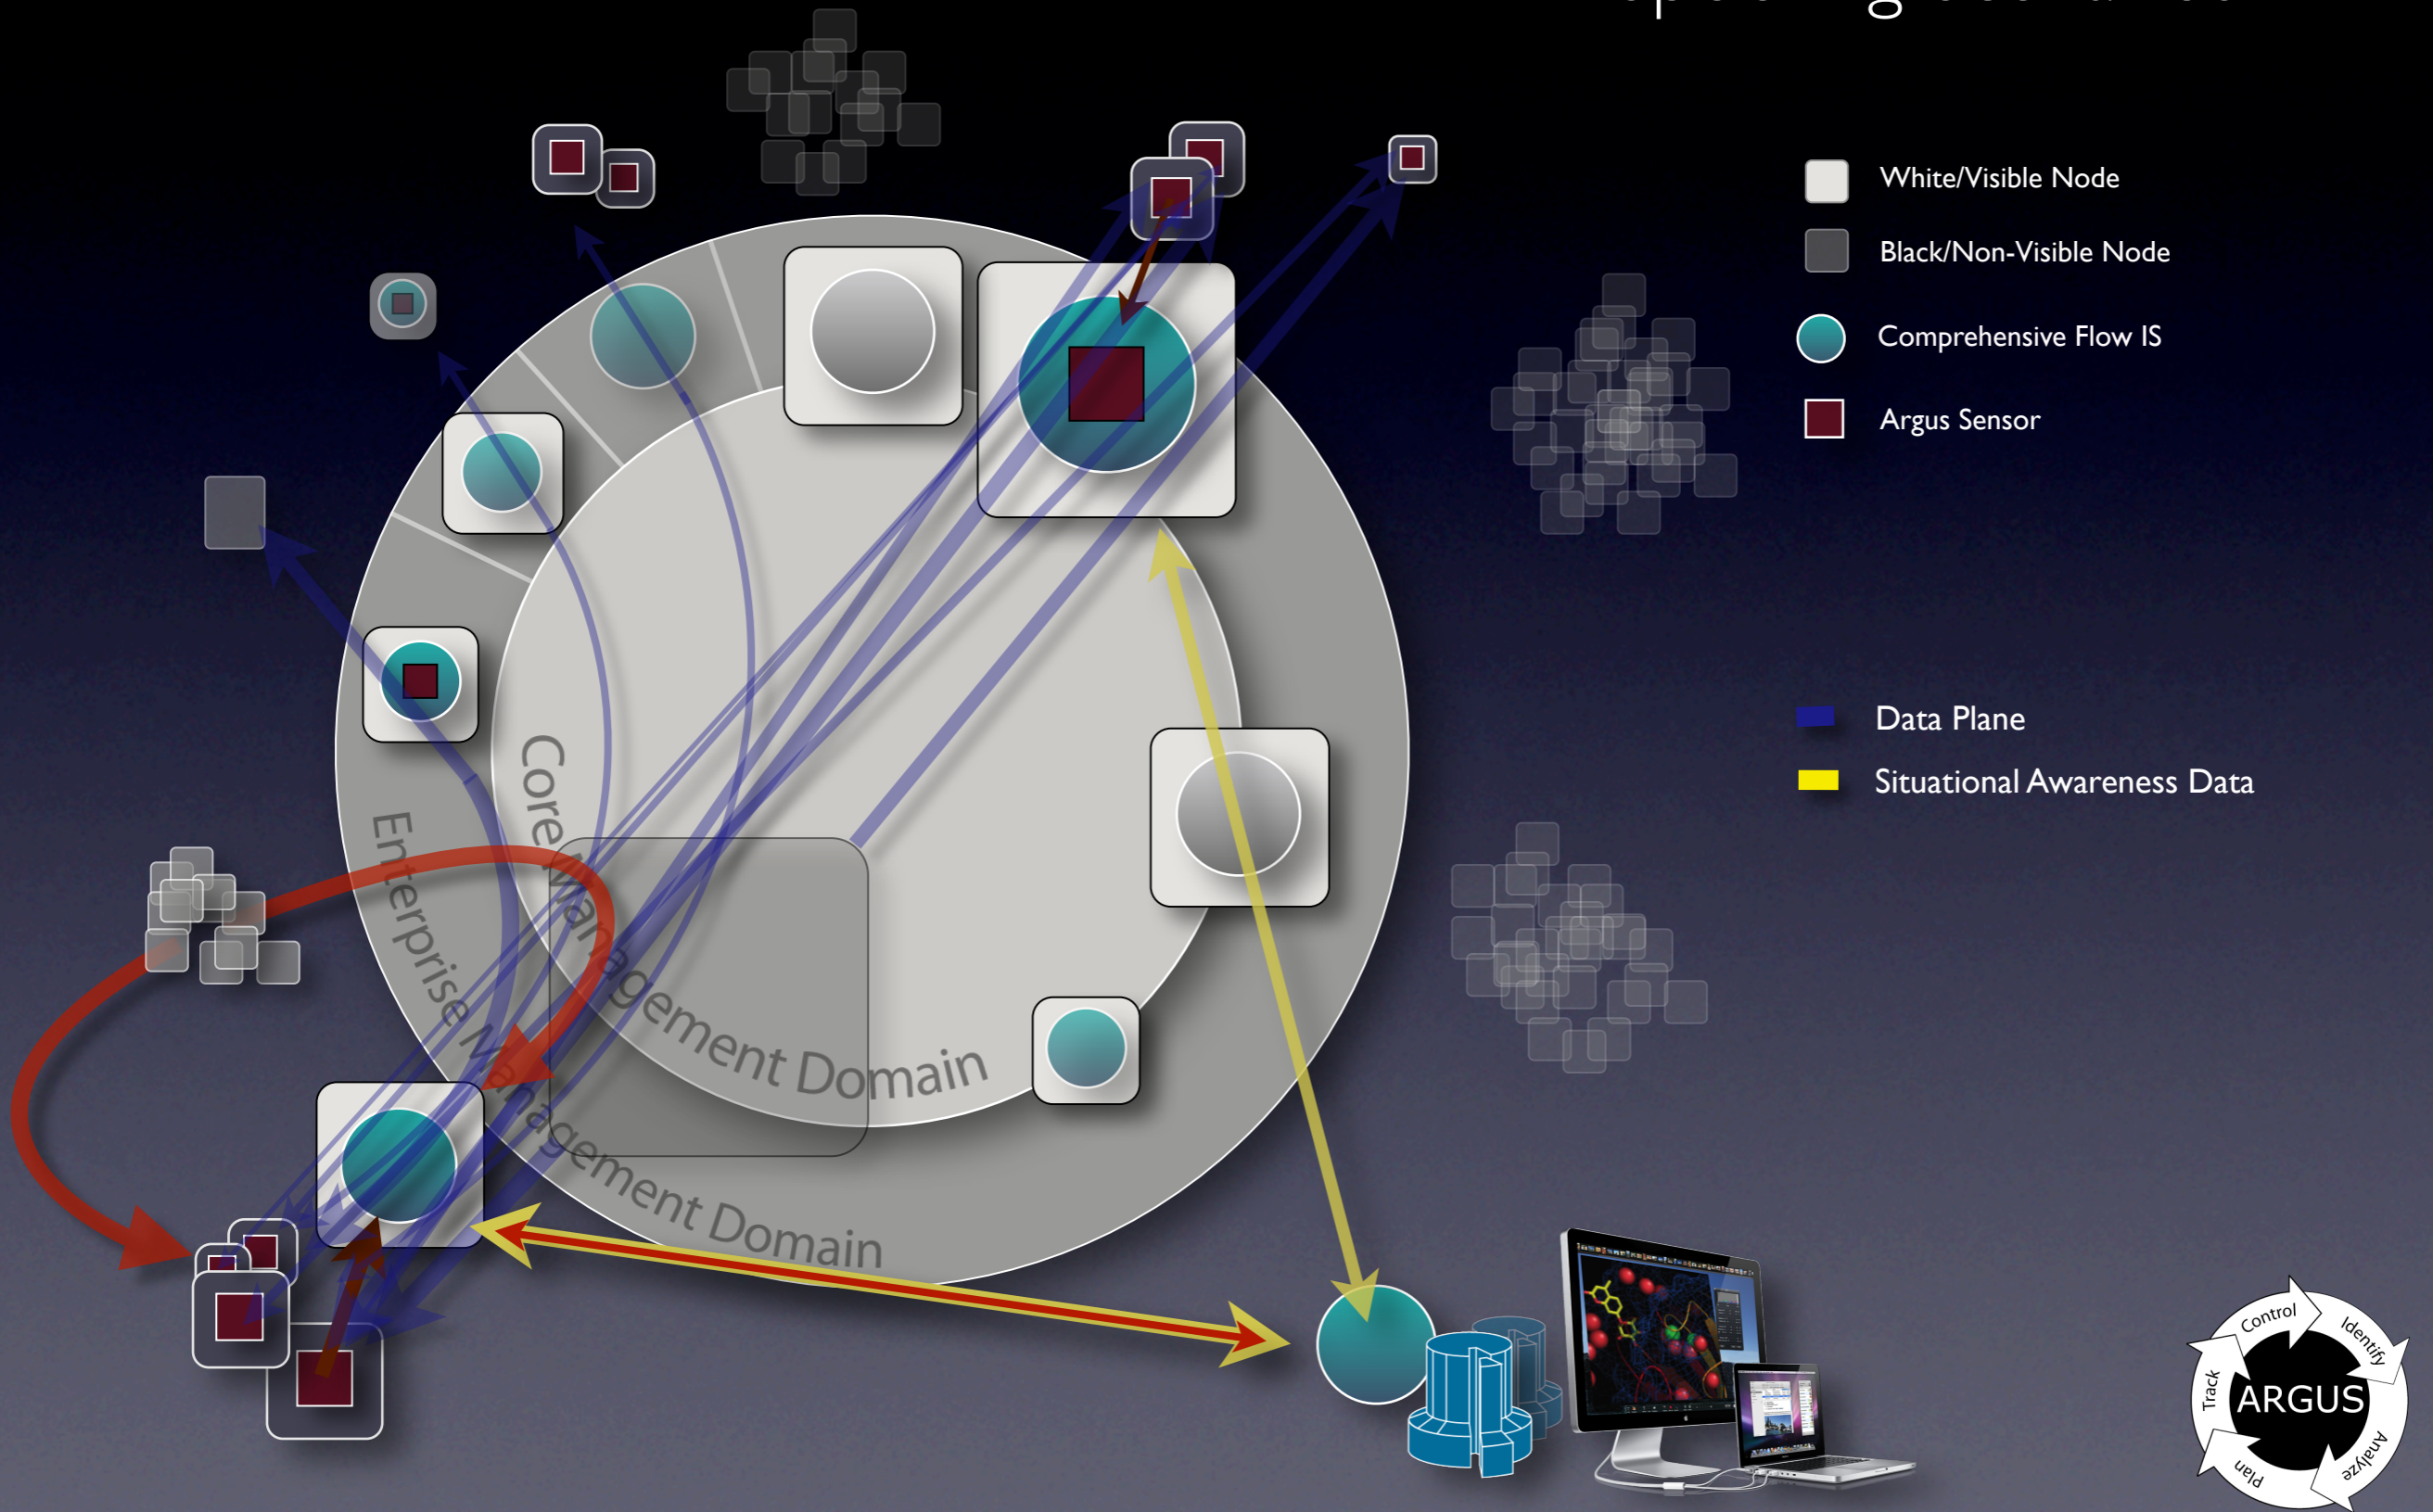 White/Visible Node
Black/Non-Visible Node
Comprehensive Flow IS
Argus Sensor
Data Plane
Situational Awareness Data
Core Management Domain
Enterprise Management Domain
Control
Identify
Analyze
Plan
Track
ARGUS